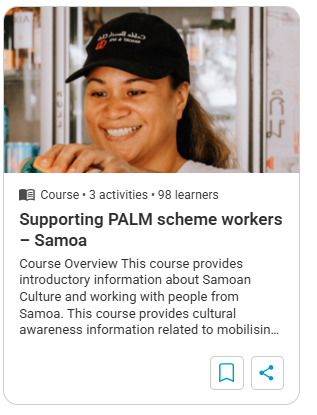 Course • 3 activities • 98 learners
Supporting PALM scheme workers
– Samoa
Course Overview This course provides
introductory information about Samoan
Culture and working with people from
Samoa. This course provides cultural
awareness information related to mobilisin...